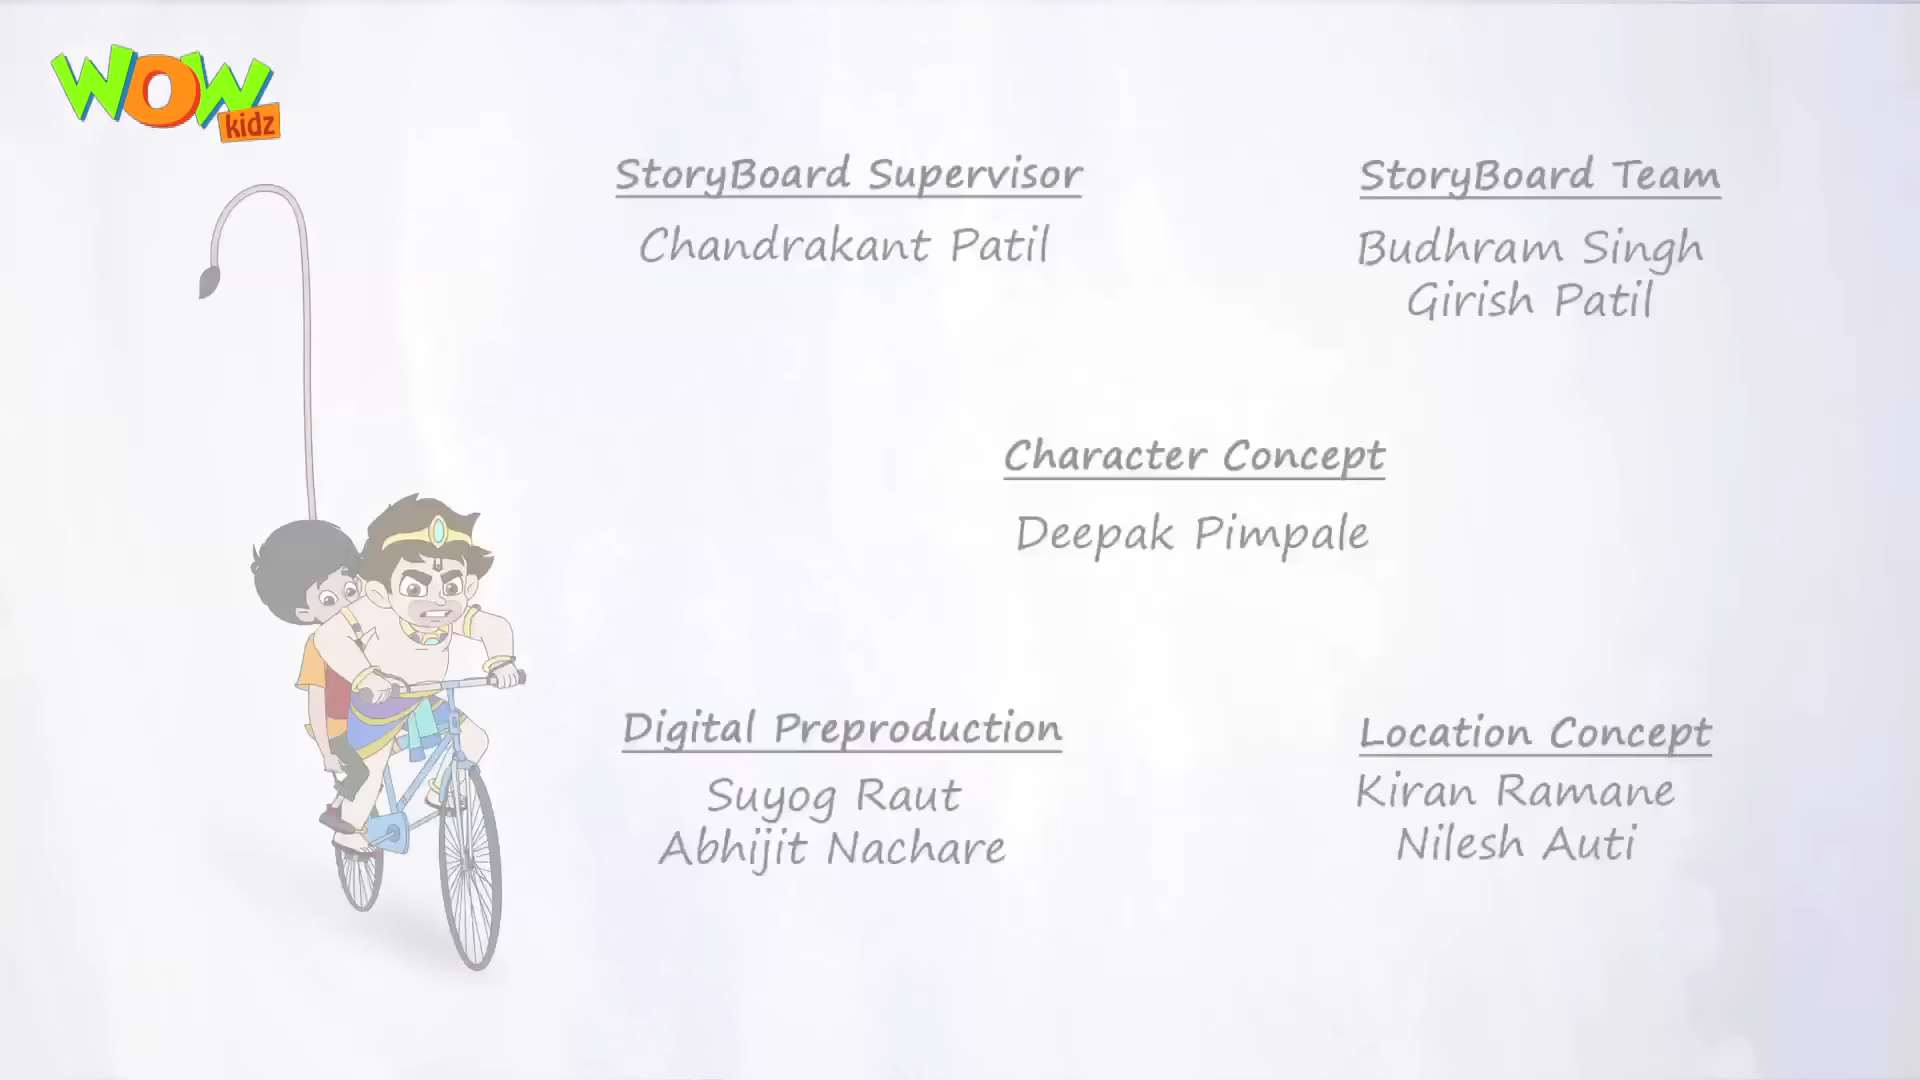 WOW
kidz
StoryBoard Supervisor
Chandrakant Patil
StoryBoard Team
Budhram Singh
Girish Patil
Character Concept
Deepak Pimpale
Digital Preproduction
Suyog Raut
Abhijit Nachare
Location Concept
Kiran Ramane
Nilesh Auti